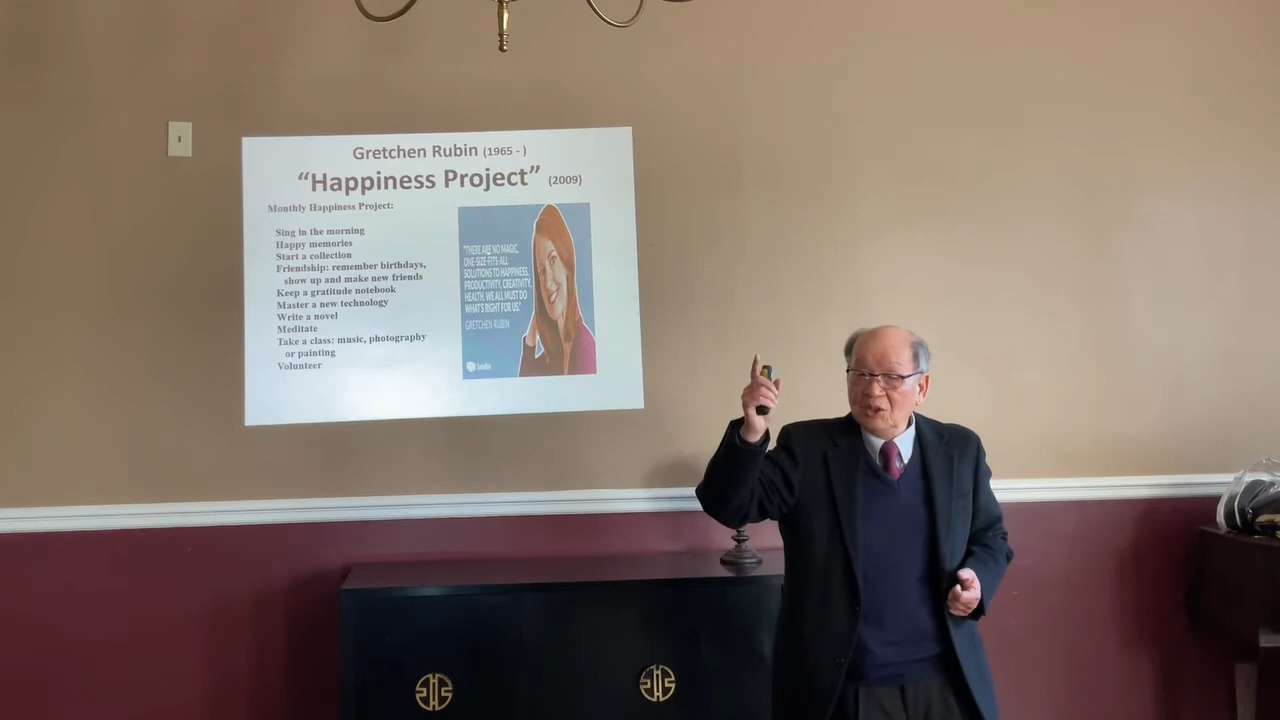 Gretchen Rubin (1965 - )
“Happiness Project” (2009)
Monthly Happiness Project:
Sing in the morning
Happy memories
Start a collection
Friendship: remember birthdays,
show up and make new friends
Keep a gratitude notebook
Master a new technology
Write a novel
Meditate
Take a class: music, photography
or painting
Volunteer
"THERE ARE NO MAGIC,
ONE-SIZE-FITS-ALL
SOLUTIONS TO HAPPINESS,
PRODUCTIVITY, CREATIVITY,
HEALTH. WE ALL MUST DO
WHAT'S RIGHT FOR US."
GRETCHEN RUBIN